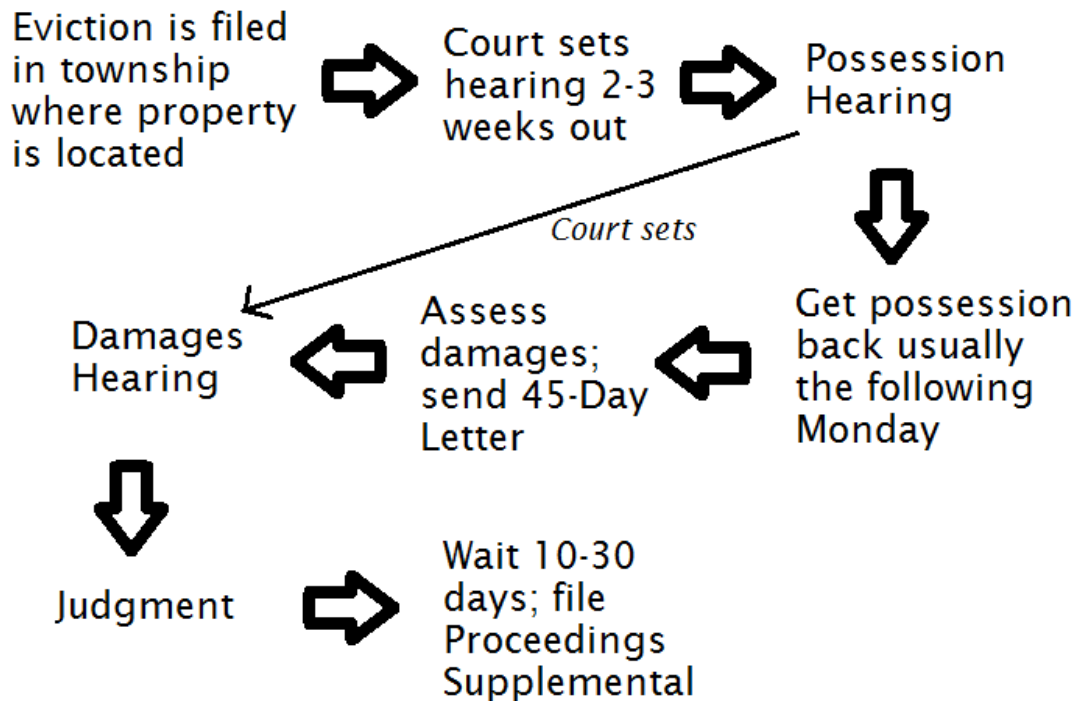 Eviction is filed
in township
where property
is located
Court sets
hearing 2-3
weeks out
Possession
Hearing
Court sets
Get possession
back usually
the following
Monday
Assess
damages;
send 45-Day
Letter
Damages
Hearing
Judgment
Wait 10-30
days; file
Proceedings
Supplemental